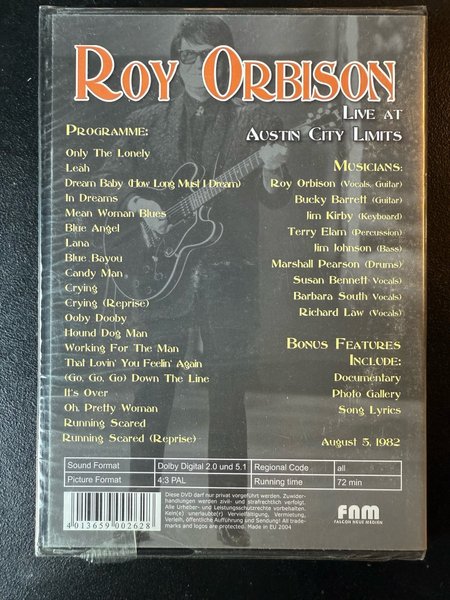 ROY ORBISON
LIVE AT
AUSTIN CITY LIMITS
PROGRAMME:
Only The Lonely
Leah
Dream Baby (How Long Must I Dream)
In Dreams
Mean Woman Blues
Blue Angel
Lana
Blue Bayou
Candy Man
Crying
Crying (Reprise)
Ooby Dooby
Hound Dog Man
Working For The Man
That Lovin' You Feelin' Again
(Go, Go, Go) Down The Line
It's Over
Oh, Pretty Woman
Running Scared
Running Scared (Reprise)
MUSICIANS:
Roy Orbison (Vocals, Guitar)
Bucky Barrett (Guitar)
Jim Kirby (Keyboard)
Terry Elam (Percussion)
Jim Johnson (Bass)
Marshall Pearson (Drums)
Susan Bennett Vocals)
Barbara South Vocals)
Richard Law (Vocals)
BONUS FEATURES
INCLUDE:
Documentary
Photo Gallery
Song Lyrics
August 5, 1982
Sound Format Dolby Digital 2.0 und 5.1 Regional Code all
Picture Format 4:3 PAL Running time 72 min
4013659002628
Diese DVD darf nur privat vorgeführt werden. Zuwider-
handlungen werden zivil- und strafrechtlich verfolgt.
Alle Urheber- und Leistungsschutzrechte vorbehalten.
Kein(e) unerlaubte(r) Vervielfältigung, Vermietung,
Verleih, öffentliche Aufführung und Sendung! All trade-
marks and logos are protected. Made in EU 2004
FNM
FALCON NEUE MEDIEN